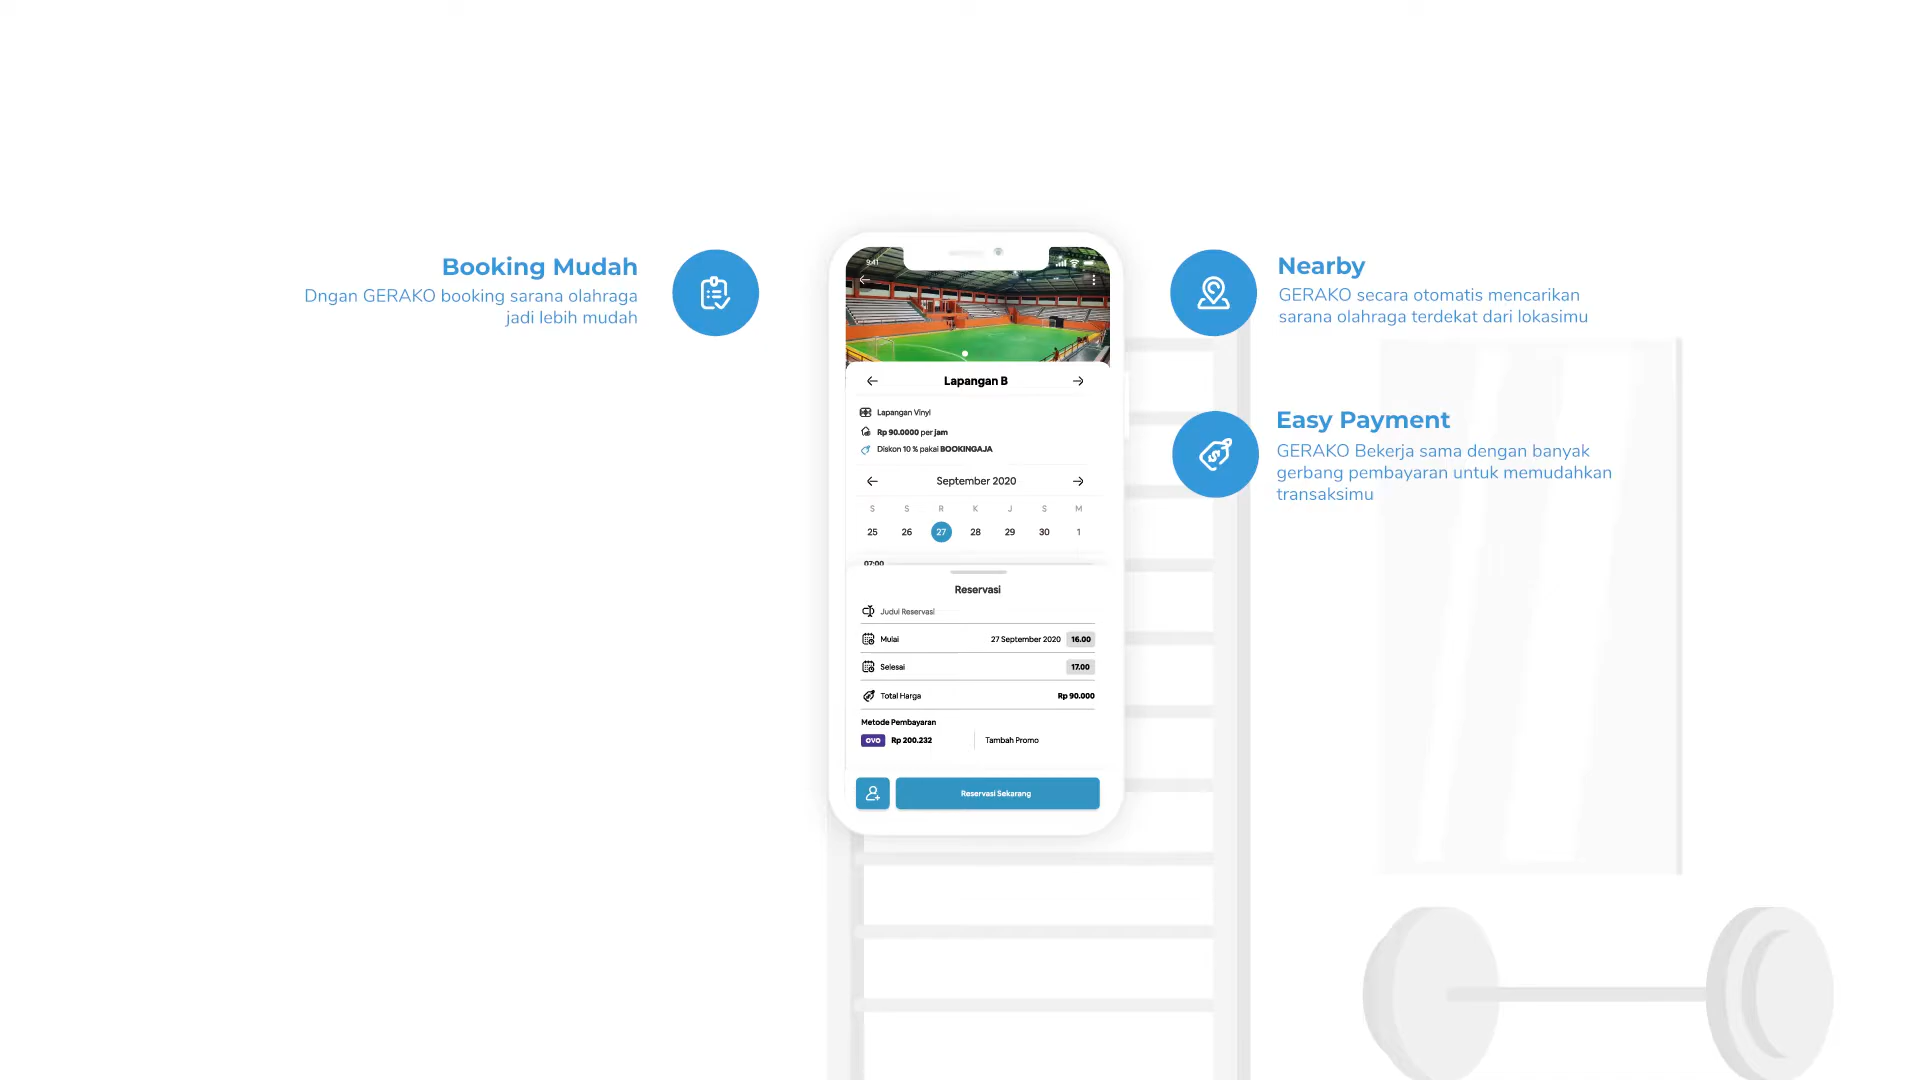 Booking Mudah
Dngan GERAKO booking sarana olahraga
jadi lebih mudah
9:41
Lapangan B
Lapangan Vinyl
Rp 90.0000 per jam
Diskon 10 % pakai BOOKINGAJA
September 2020
S S R K J S M
25 26 27 28 29 30 1
07:00
Reservasi
Judul Reservasi
Mulai 27 September 2020 16.00
Selesai 17.00
Total Harga Rp 90.000
Metode Pembayaran
OVO Rp 200.232 Tambah Promo
Reservasi Sekarang
Nearby
GERAKO secara otomatis mencarikan
sarana olahraga terdekat dari lokasimu
Easy Payment
GERAKO Bekerja sama dengan banyak
gerbang pembayaran untuk memudahkan
transaksimu